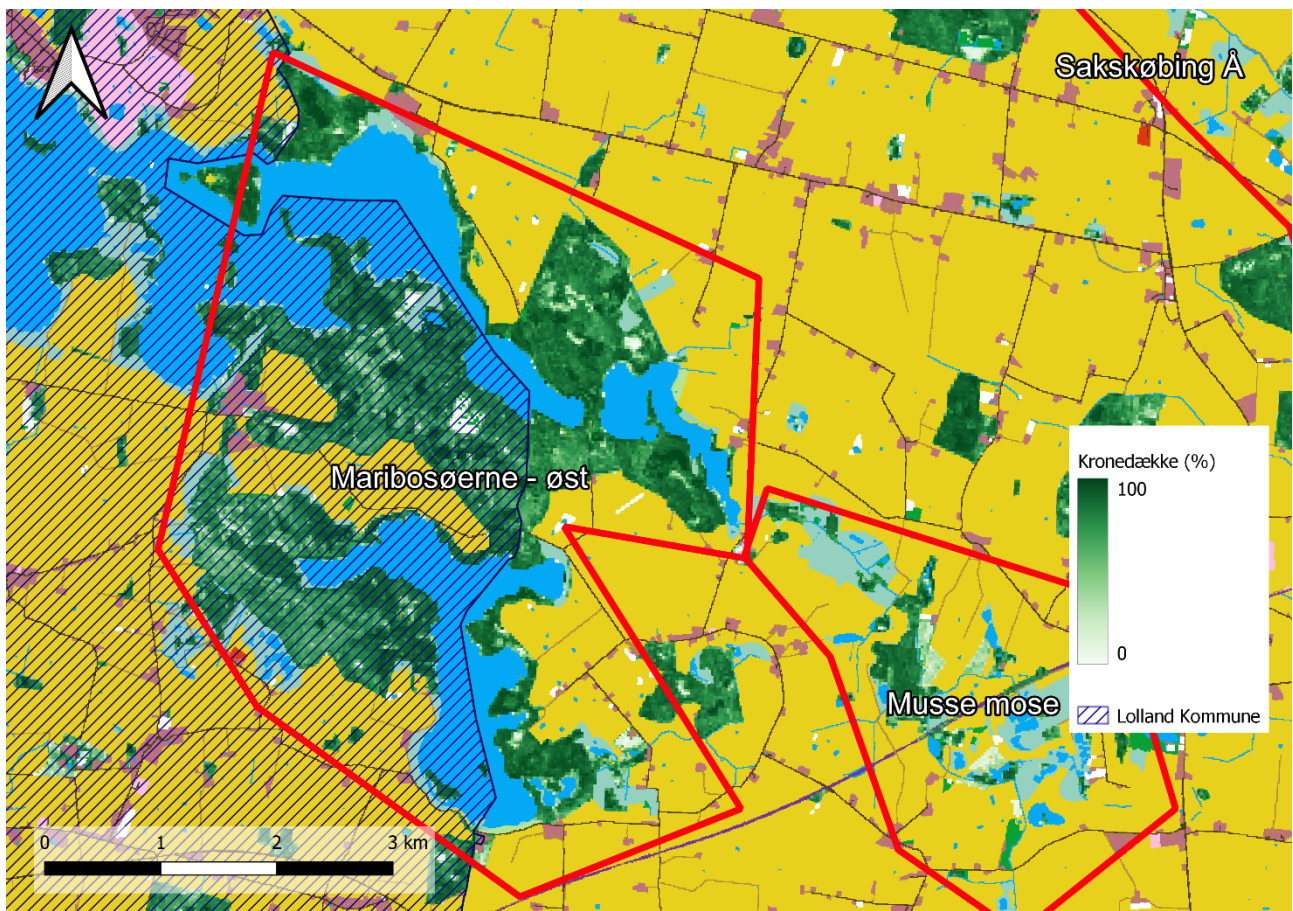 Sakskøbing Å
Maribosøerne - øst
Kronedække (%)
100
0
Lolland Kommune
Musse mose
0 1 2 3 km